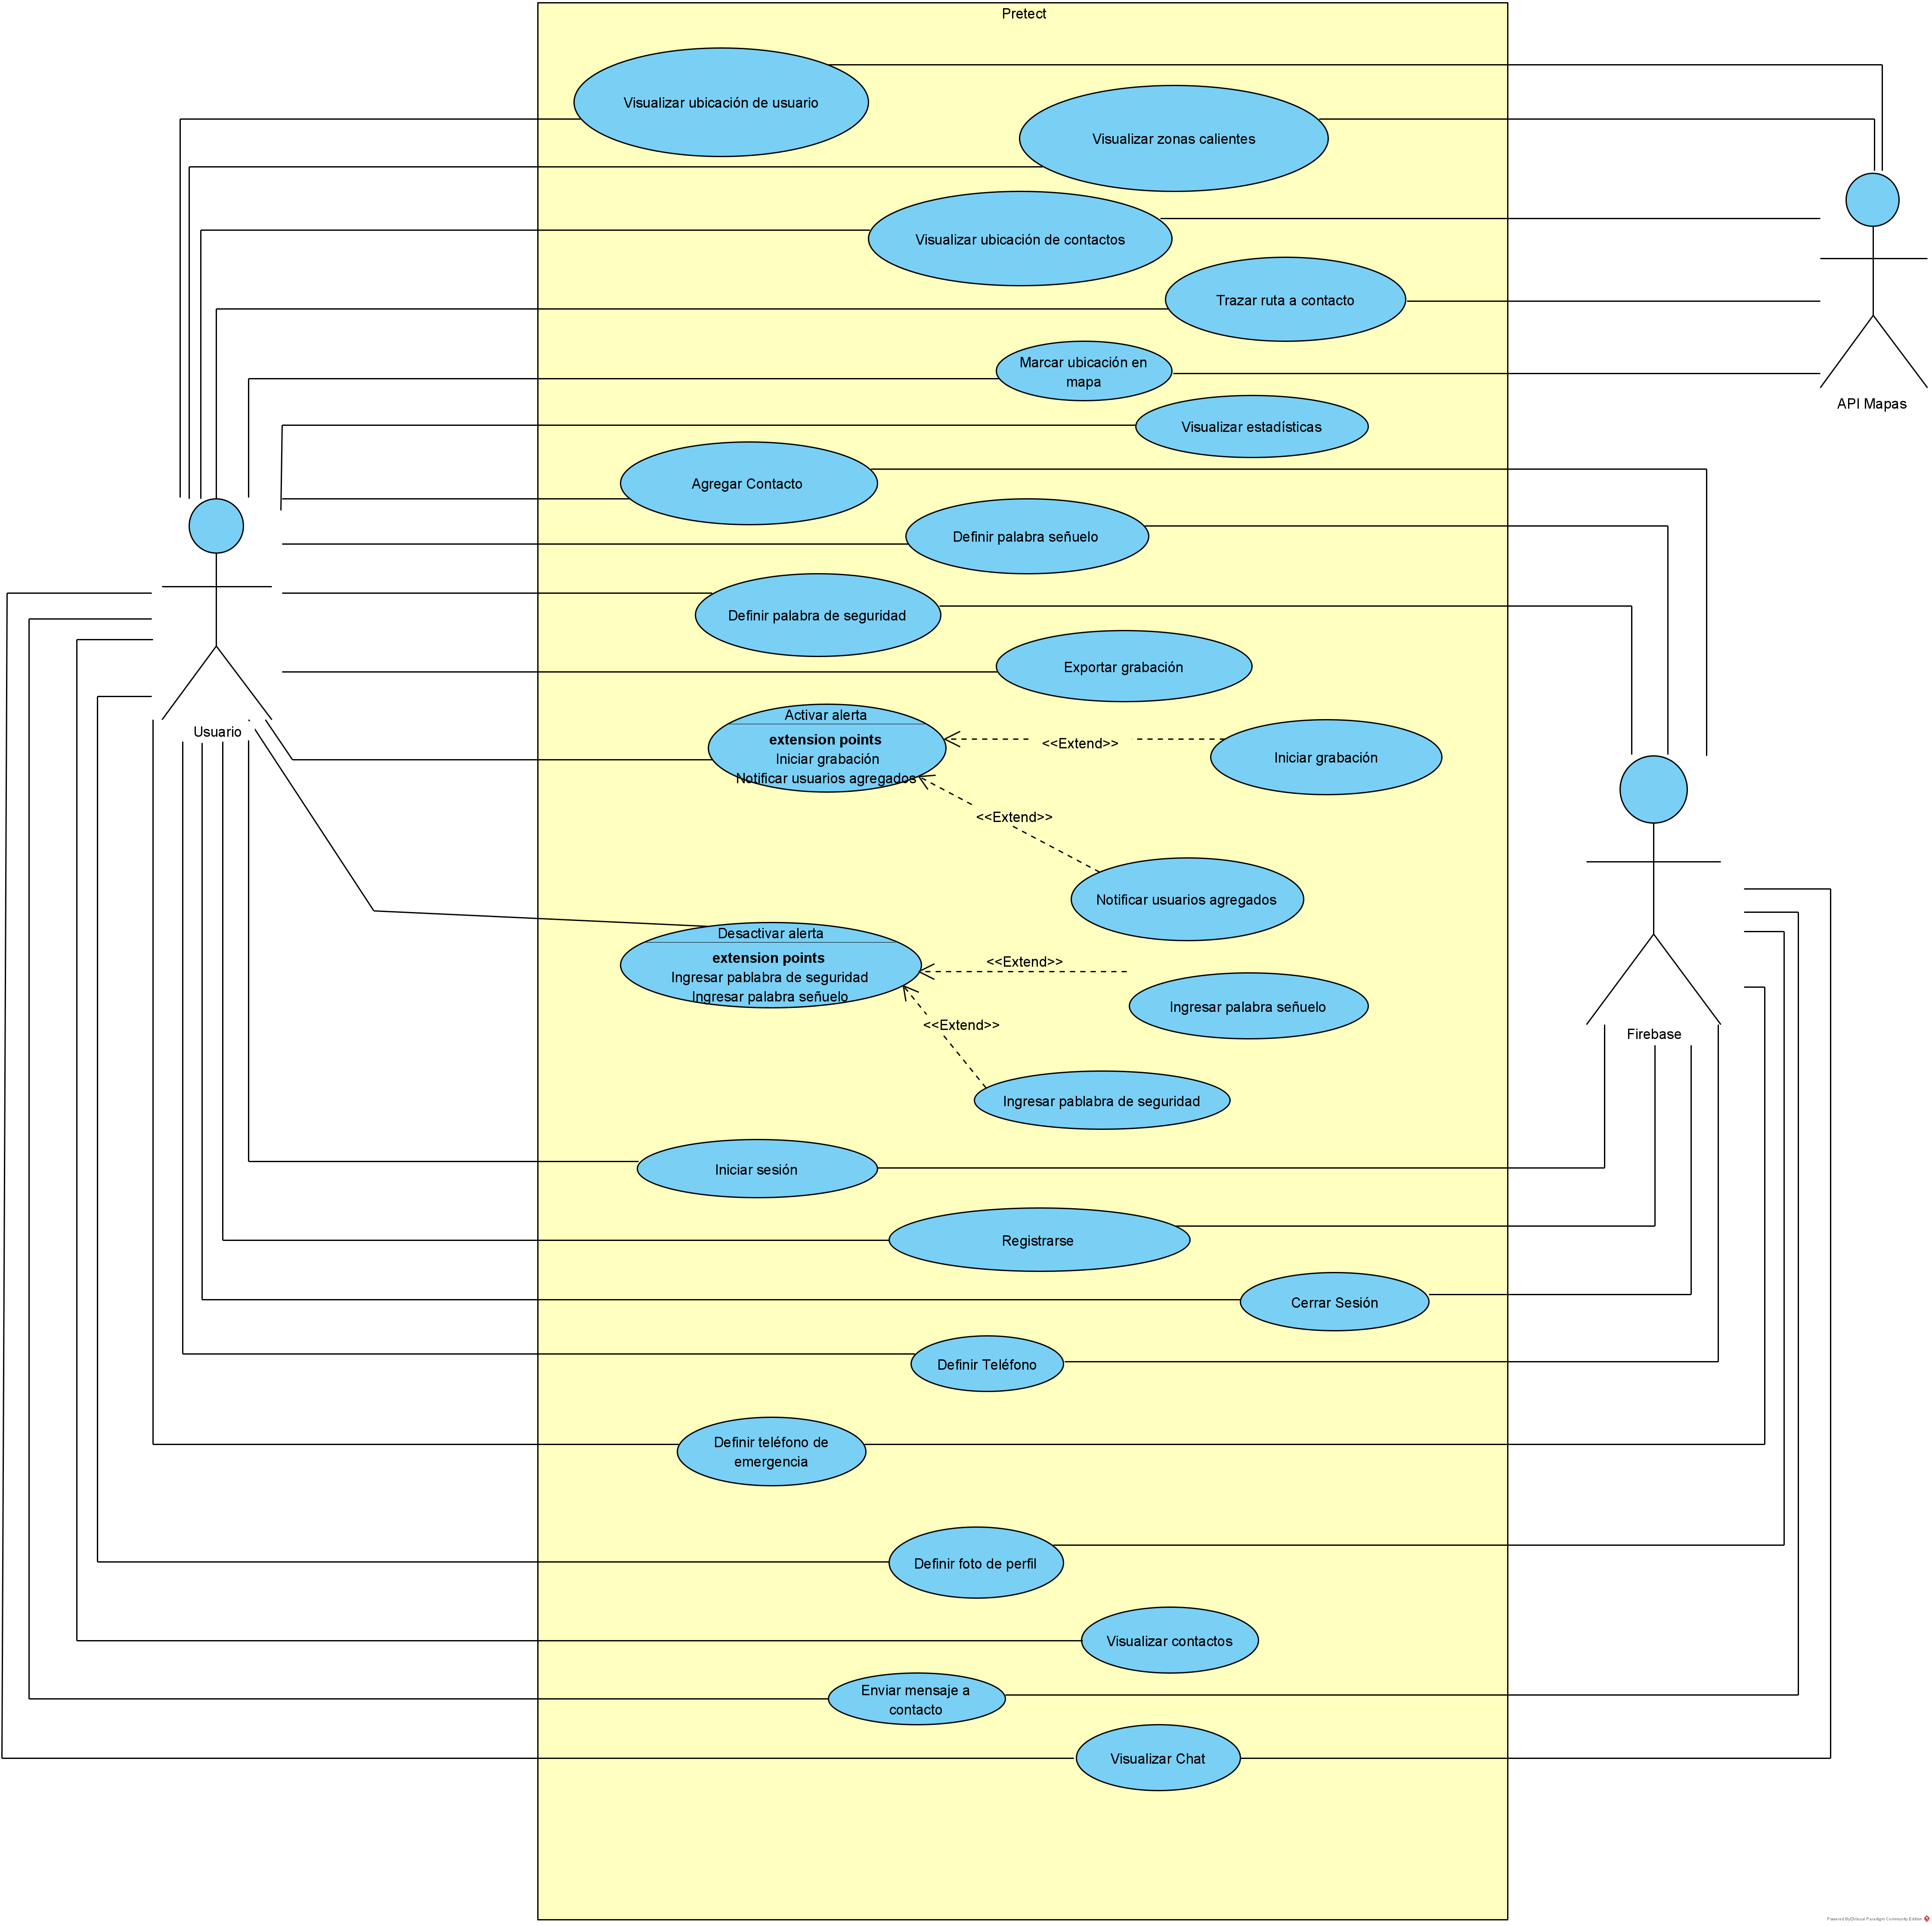 Pretect
Visualizar ubicación de usuario
Visualizar zonas calientes
Visualizar ubicación de contactos
Trazar ruta a contacto
Marcar ubicación en
mapa
API Mapas
Visualizar estadísticas
Agregar Contacto
Definir palabra señuelo
Definir palabra de seguridad
Exportar grabación
Usuario
Activar alerta
extension points
Iniciar grabación
Notificar usuarios agregados
<<Extend>>
Iniciar grabación
<<Extend>>
Notificar usuarios agregados
Desactivar alerta
extension points
Ingresar pablabra de seguridad
Ingresar palabra señuelo
<<Extend>>
Ingresar palabra señuelo
<<Extend>>
Firebase
Ingresar pablabra de seguridad
Iniciar sesión
Registrarse
Cerrar Sesión
Definir Teléfono
Definir teléfono de
emergencia
Definir foto de perfil
Visualizar contactos
Enviar mensaje a
contacto
Visualizar Chat
Powered By Visual Paradigm Community Edition